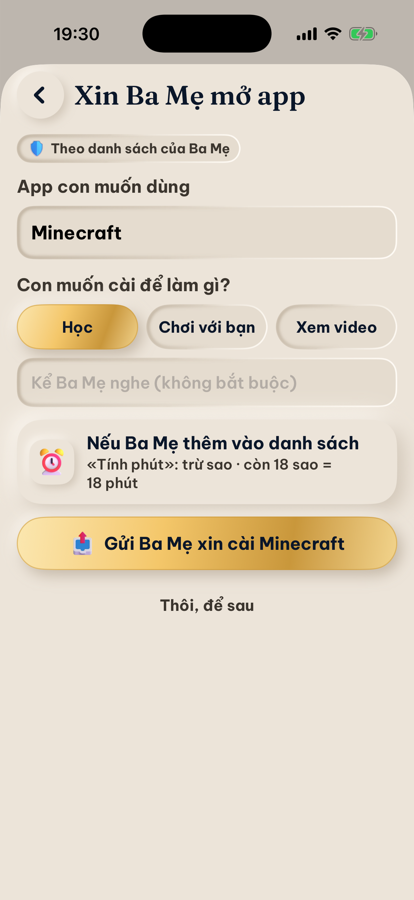 19:30
Xin Ba Mẹ mở app
Theo danh sách của Ba Mẹ
App con muốn dùng
Minecraft
Con muốn cài để làm gì?
Học
Chơi với bạn
Xem video
Kể Ba Mẹ nghe (không bắt buộc)
Nếu Ba Mẹ thêm vào danh sách
«Tính phút»: trừ sao · còn 18 sao =
18 phút
Gửi Ba Mẹ xin cài Minecraft
Thôi, để sau